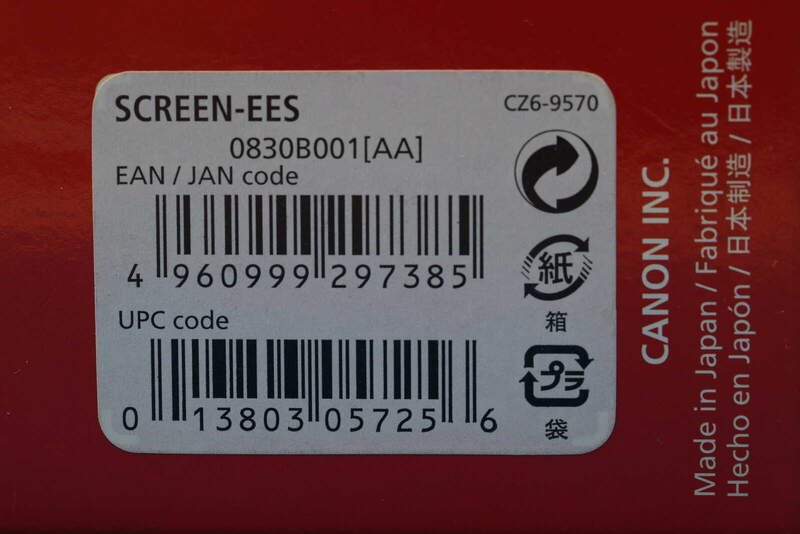 SCREEN-EES
CZ6-9570
0830B001[AA]
EAN / JAN code
4 960999 297385
紙
箱
UPC code
0 13803 05725 6
プラ
袋
CANON INC.
Made in Japan / Fabriqué au Japon
Hecho en Japón / 日本制造 / 日本製造